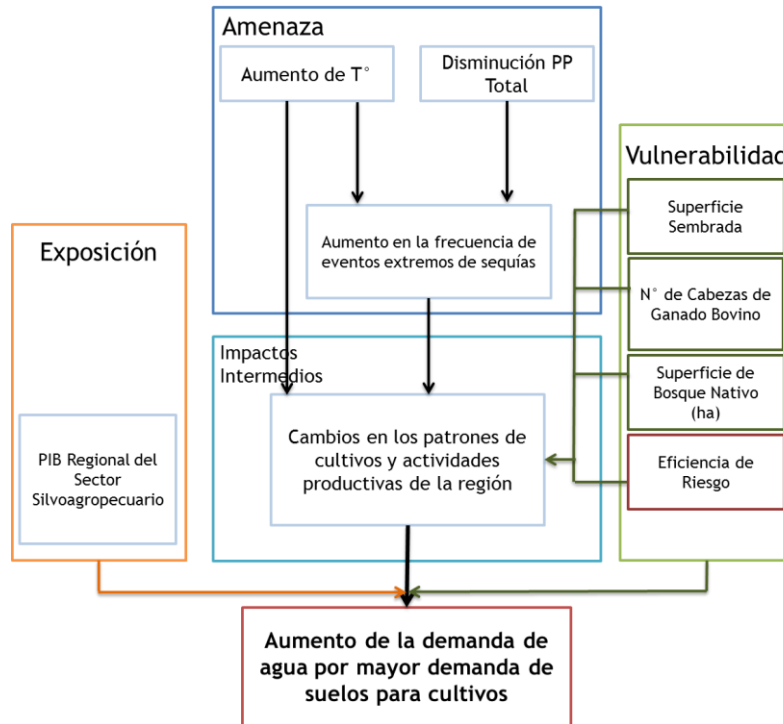 Amenaza
Aumento de T°
Disminución PP
Total
Aumento en la frecuencia de
eventos extremos de sequías
Exposición
PIB Regional del
Sector
Silvoagropecuario
Impactos
Intermedios
Cambios en los patrones de
cultivos y actividades
productivas de la región
Vulnerabilidad
Superficie
Sembrada
N° de Cabezas de
Ganado Bovino
Superficie de
Bosque Nativo
(ha)
Eficiencia de
Riesgo
Aumento de la demanda de
agua por mayor demanda de
suelos para cultivos